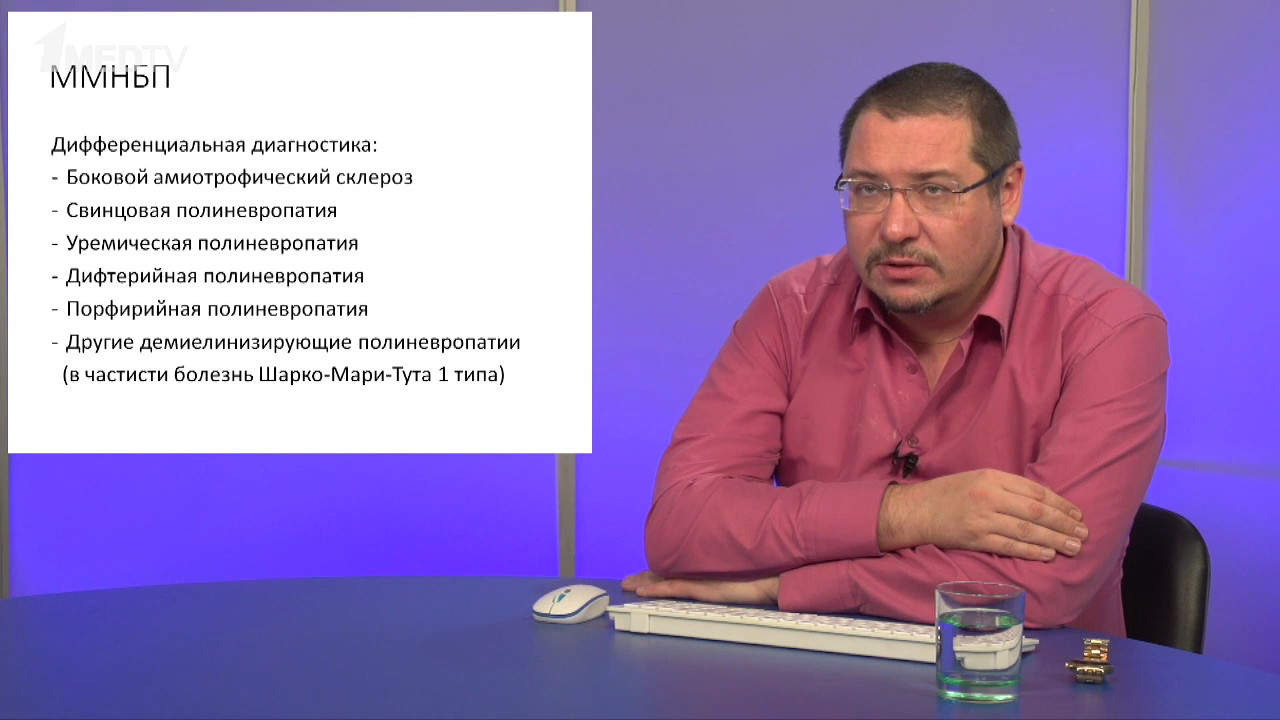 1MEDTV
ММНБП
Дифференциальная диагностика:
- Боковой амиотрофический склероз
- Свинцовая полиневропатия
- Уремическая полиневропатия
- Дифтерийная полиневропатия
- Порфирийная полиневропатия
- Другие демиелинизирующие полиневропатии
(в частисти болезнь Шарко-Мари-Тута 1 типа)